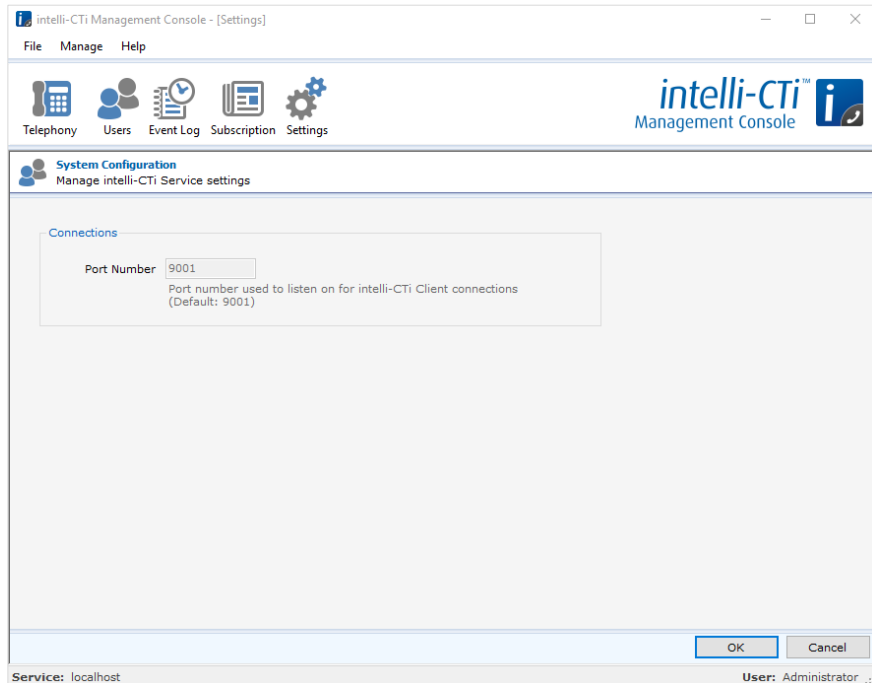 intelli-CTi Management Console - [Settings]
File Manage Help
Telephony Users Event Log Subscription Settings
intelli-CTi™
Management Console
System Configuration
Manage intelli-CTi Service settings
Connections
Port Number 9001
Port number used to listen on for intelli-CTi Client connections
(Default: 9001)
OK Cancel
Service: localhost User: Administrator